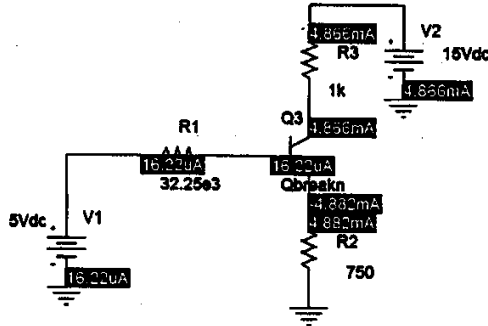 4.866mA
V2
R3
15Vdc
1k
4.866mA
Q3
4.866mA
R1
16.22uA
16.22uA
32.25e3
Qbreakn
-4.882mA
4.882mA
5Vdc
V1
R2
16.22uA
750